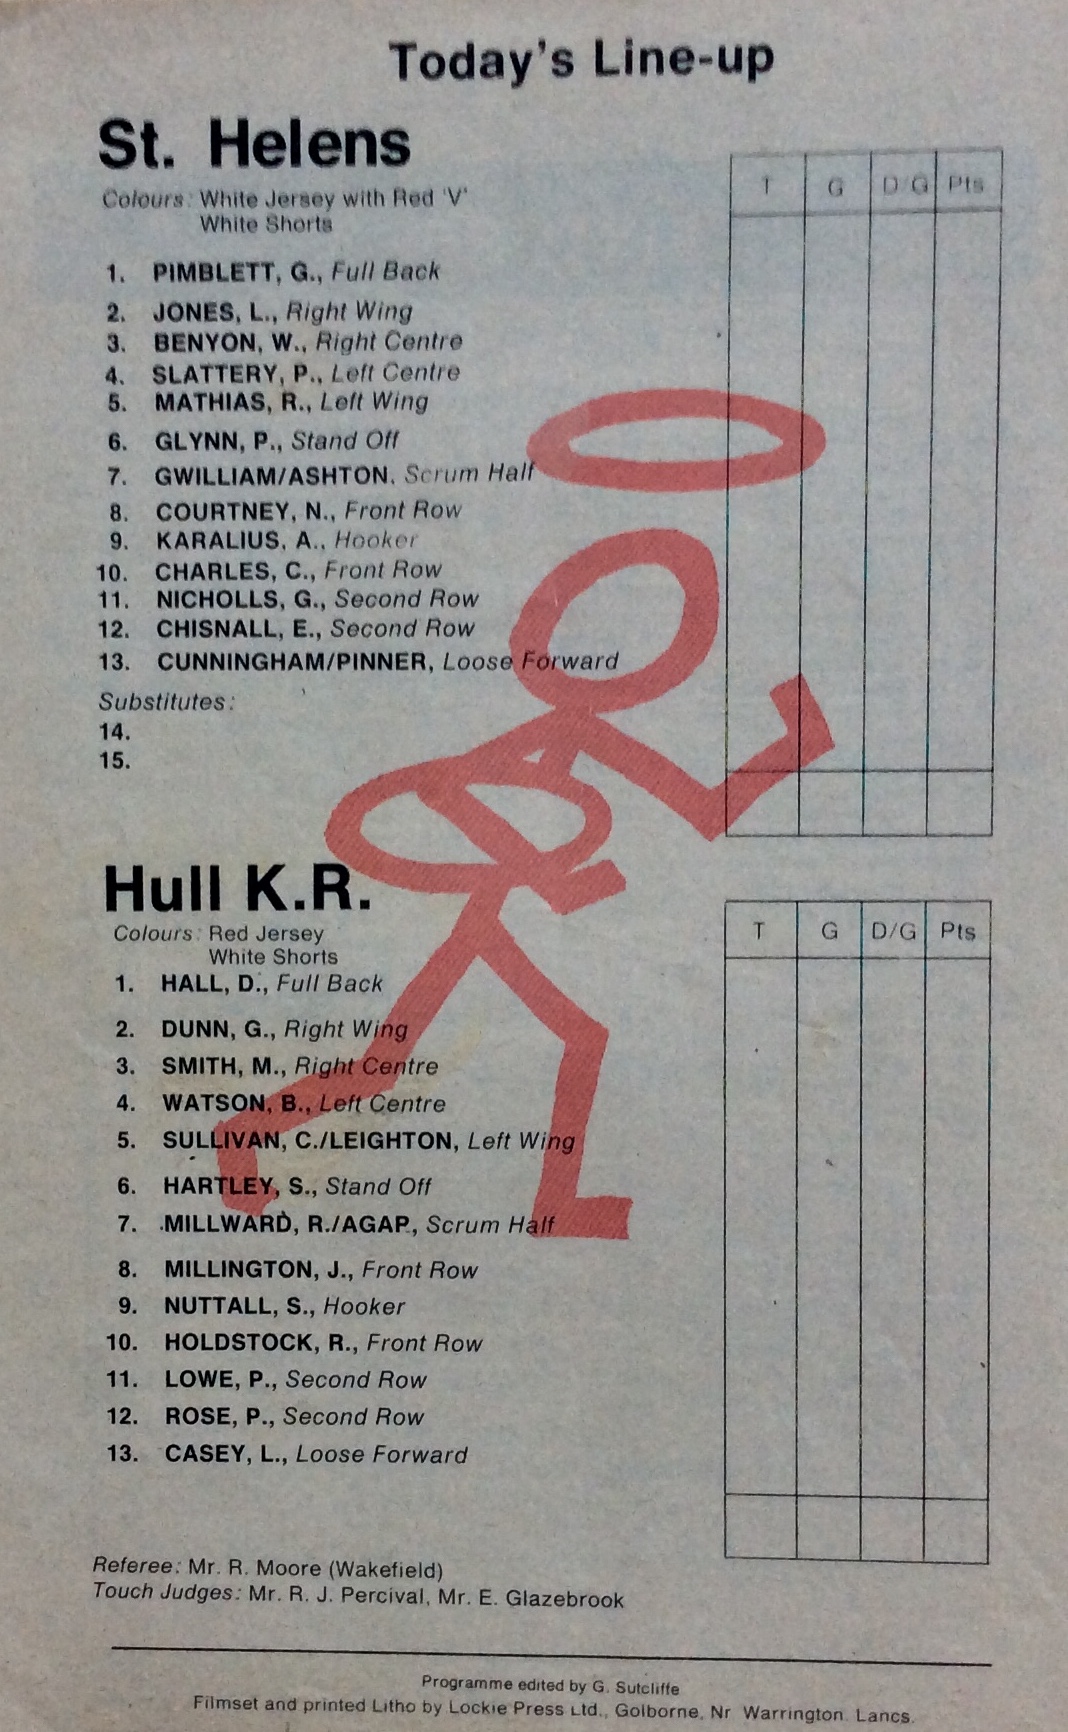 Today's Line-up
St. Helens
Colours: White Jersey with Red 'V'
White Shorts
T G D/G Pts
1. PIMBLETT, G., Full Back
2. JONES, L., Right Wing
3. BENYON, W., Right Centre
4. SLATTERY, P., Left Centre
5. MATHIAS, R., Left Wing
6. GLYNN, P., Stand Off
7. GWILLIAM/ASHTON, Scrum Half
8. COURTNEY, N., Front Row
9. KARALIUS, A., Hooker
10. CHARLES, C., Front Row
11. NICHOLLS, G., Second Row
12. CHISNALL, E., Second Row
13. CUNNINGHAM/PINNER, Loose Forward
Substitutes:
14.
15.
Hull K.R.
Colours: Red Jersey
White Shorts
T G D/G Pts
1. HALL, D., Full Back
2. DUNN, G., Right Wing
3. SMITH, M., Right Centre
4. WATSON, B., Left Centre
5. SULLIVAN, C./LEIGHTON, Left Wing
6. HARTLEY, S., Stand Off
7. MILLWARD, R./AGAR, Scrum Half
8. MILLINGTON, J., Front Row
9. NUTTALL, S., Hooker
10. HOLDSTOCK, R., Front Row
11. LOWE, P., Second Row
12. ROSE, P., Second Row
13. CASEY, L., Loose Forward
Referee: Mr. R. Moore (Wakefield)
Touch Judges: Mr. R. J. Percival, Mr. E. Glazebrook
Programme edited by G. Sutcliffe
Filmset and printed Litho by Lockie Press Ltd., Golborne, Nr Warrington. Lancs.